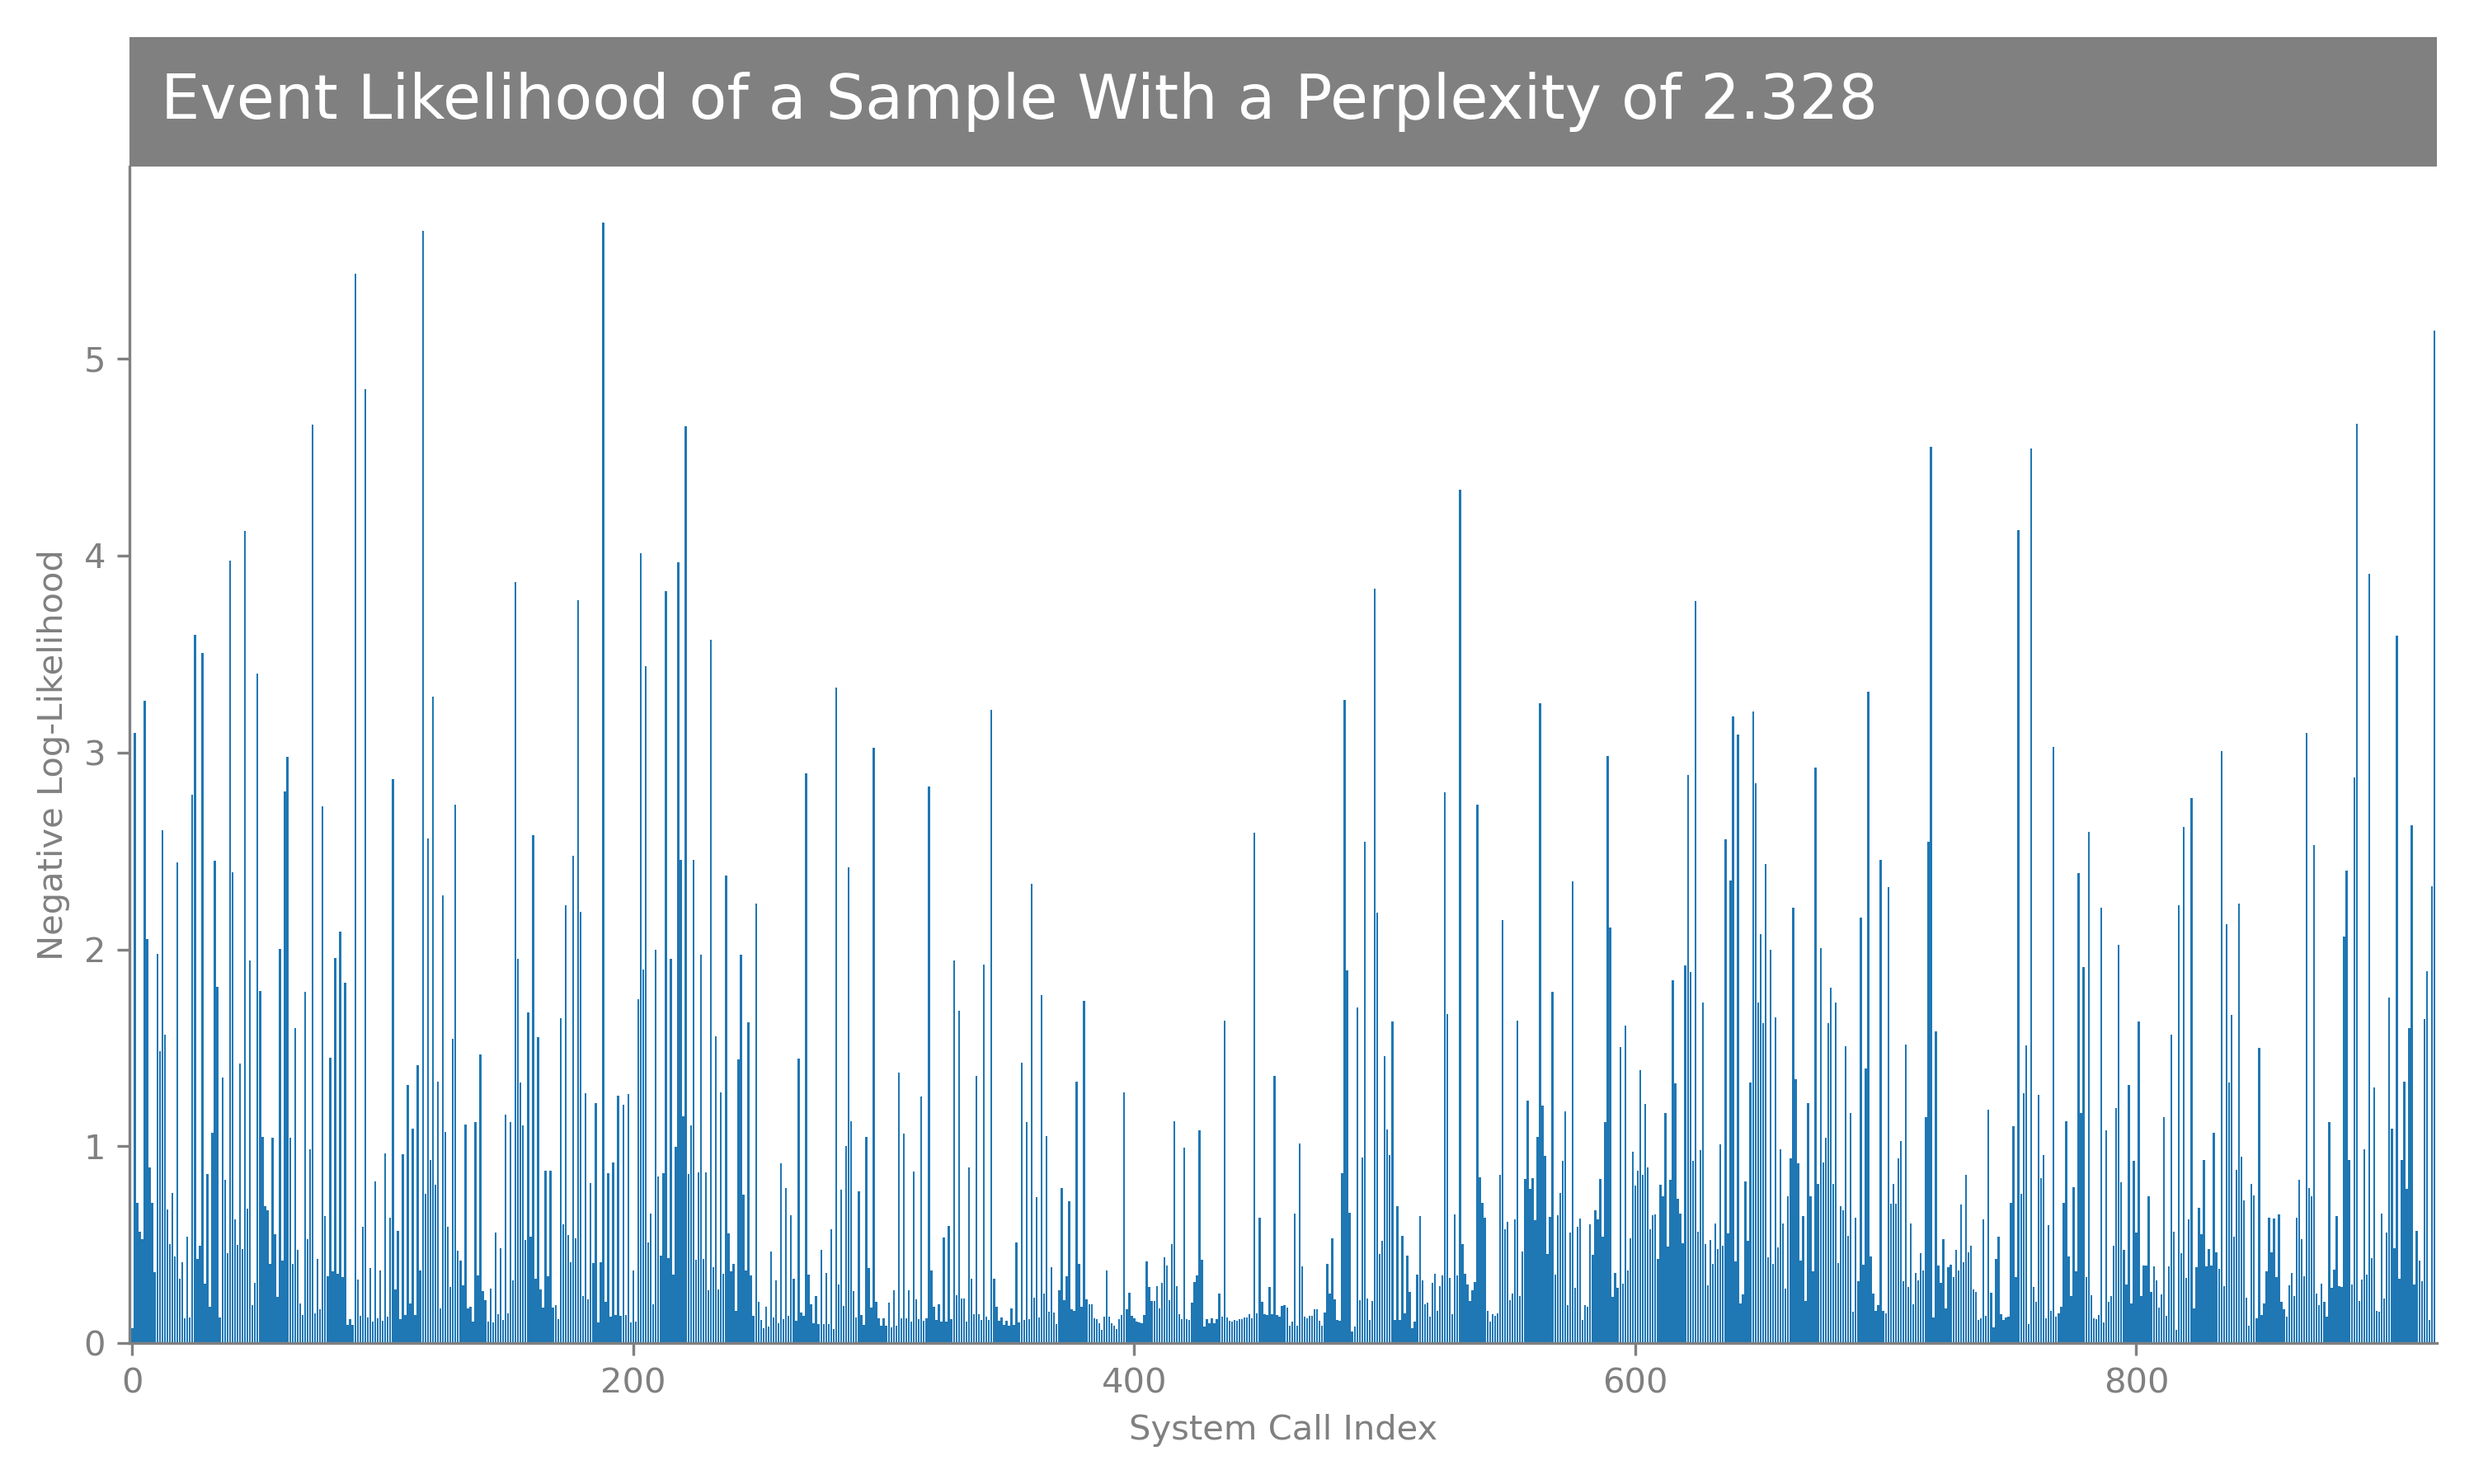 Event Likelihood of a Sample With a Perplexity of 2.328
Negative Log-Likelihood
5
4
3
2
1
0
0 200 400 600 800
System Call Index